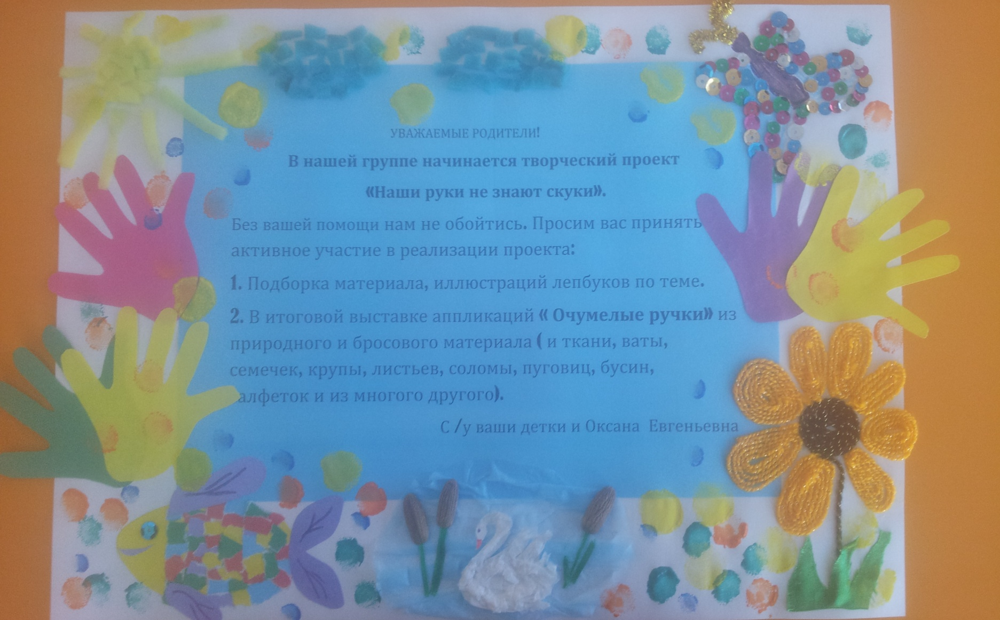 УВАЖАЕМЫЕ РОДИТЕЛИ!
В нашей группе начинается творческий проект
«Наши руки не знают скуки».
Без вашей помощи нам не обойтись. Просим вас принять
активное участие в реализации проекта:
1. Подборка материала, иллюстраций лепбуков по теме.
2. В итоговой выставке аппликаций « Очумелые ручки» из
природного и бросового материала ( и ткани, ваты,
семечек, крупы, листьев, соломы, пуговиц, бусин,
алфеток и из многого другого).
С /у ваши детки и Оксана Евгеньевна